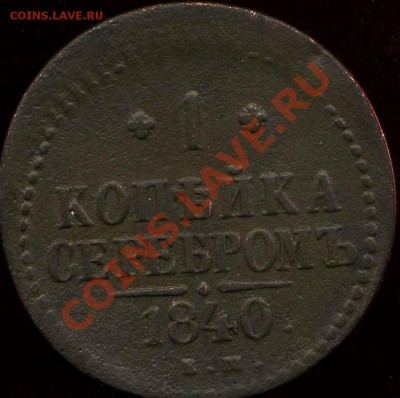 COINS.LAVE.RU
1
КОПѢЙКА
СЕРЕБРОМЪ
1840.
COINS.LAVE.RU